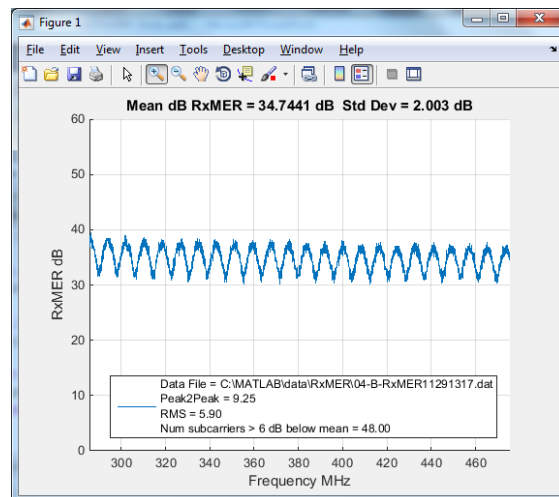 Figure 1
File Edit View Insert Tools Desktop Window Help
Mean dB RxMER = 34.7441 dB Std Dev = 2.003 dB
60
50
40
30
20
10
0
RxMER dB
Data File = C:\MATLAB\data\RxMER\04-B-RxMER11291317.dat
Peak2Peak = 9.25
RMS = 5.90
Num subcarriers > 6 dB below mean = 48.00
300 320 340 360 380 400 420 440 460
Frequency MHz